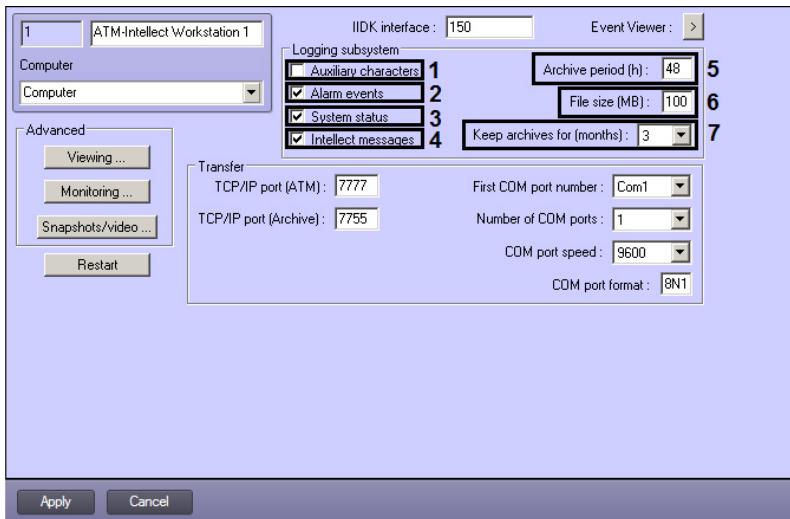 1 ATM-Intellect Workstation 1
Computer
Computer
Advanced
Viewing ...
Monitoring ...
Snapshots/video ...
Restart
IIDK interface : 150
Event Viewer : >
Logging subsystem
Auxiliary characters 1
Alarm events 2
System status 3
Intellect messages 4
Archive period (h) : 48 5
File size (MB) : 100 6
Keep archives for (months) : 3 7
Transfer
TCP/IP port (ATM) : 7777
TCP/IP port (Archive) : 7755
First COM port number : Com1
Number of COM ports : 1
COM port speed : 9600
COM port format : 8N1
Apply Cancel